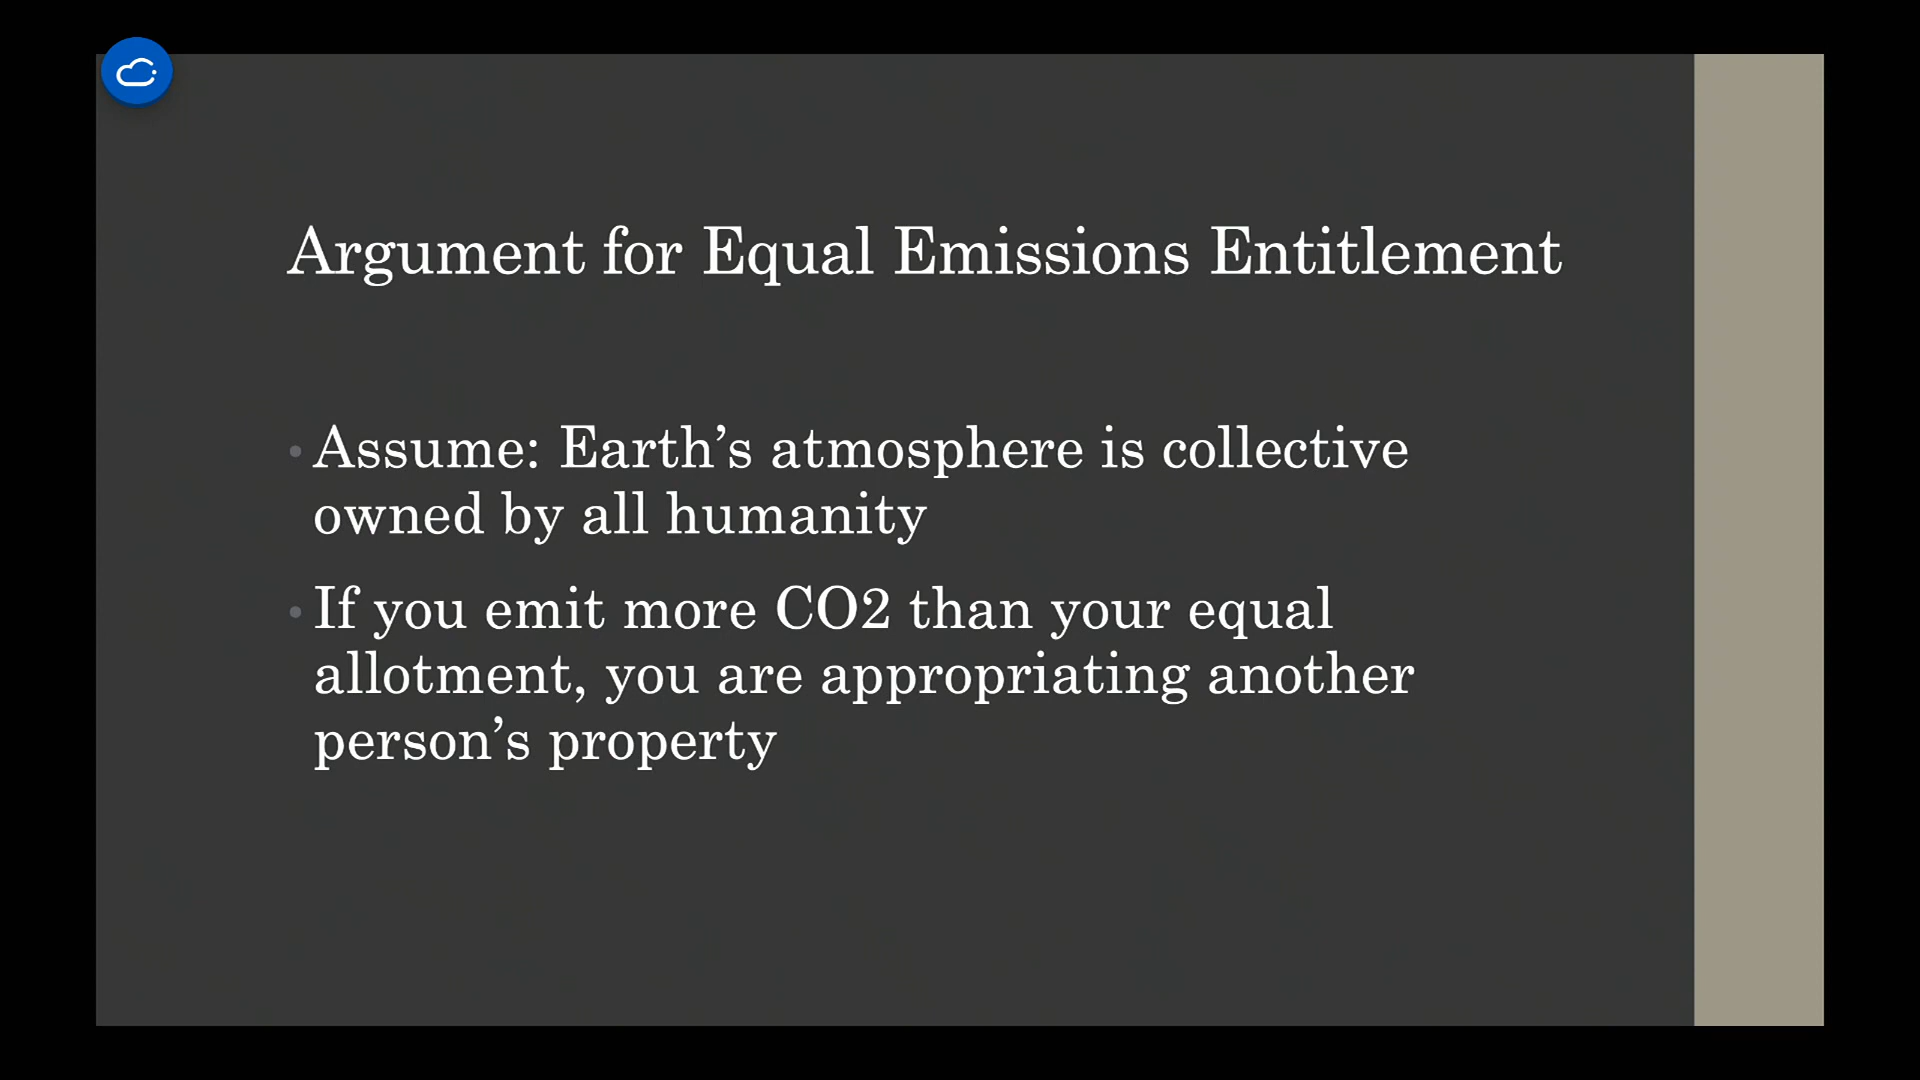 Argument for Equal Emissions Entitlement
• Assume: Earth’s atmosphere is collective
owned by all humanity
• If you emit more CO2 than your equal
allotment, you are appropriating another
person’s property